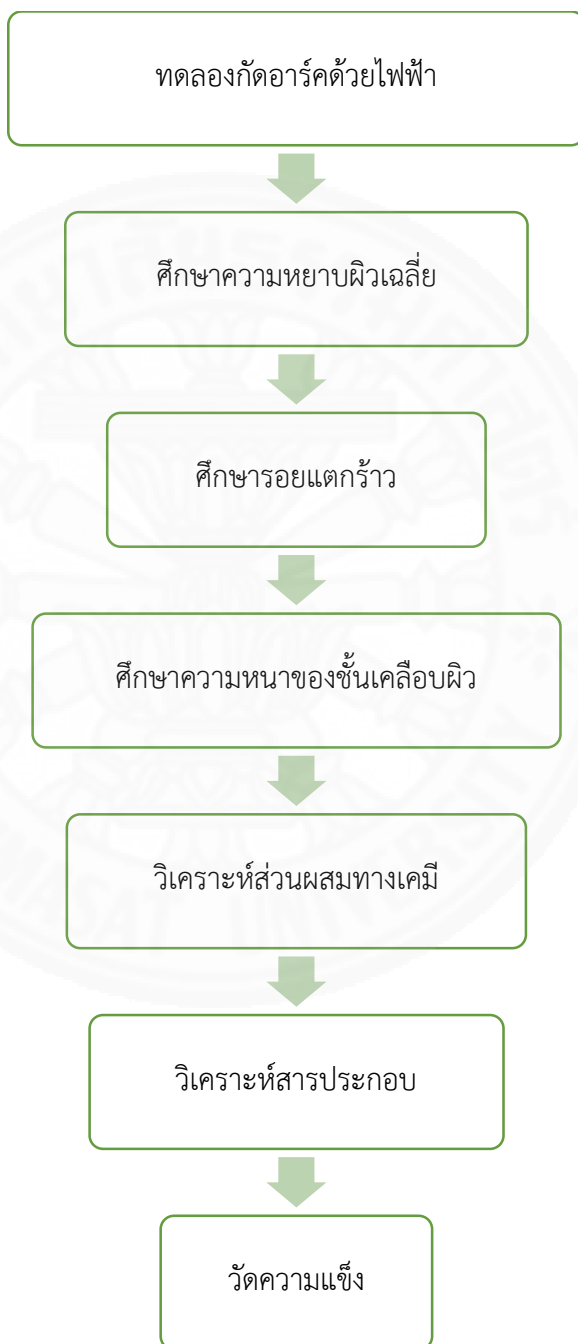 ทดลองกัดอาร์คด้วยไฟฟ้า
ศึกษาความหยาบผิวเฉลี่ย
ศึกษารอยแตกร้าว
ศึกษาความหนาของชั้นเคลือบผิว
วิเคราะห์ส่วนผสมทางเคมี
วิเคราะห์สารประกอบ
วัดความแข็ง